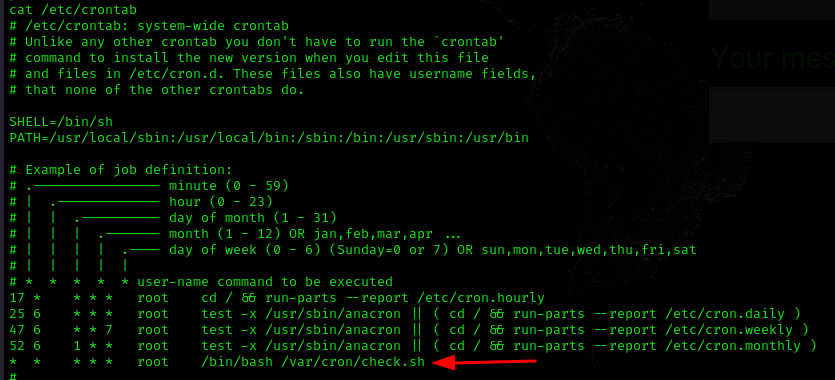 cat /etc/crontab
# /etc/crontab: system-wide crontab
# Unlike any other crontab you don't have to run the `crontab'
# command to install the new version when you edit this file
# and files in /etc/cron.d. These files also have username fields,
# that none of the other crontabs do.
SHELL=/bin/sh
PATH=/usr/local/sbin:/usr/local/bin:/sbin:/bin:/usr/sbin:/usr/bin
# Example of job definition:
# .---------------- minute (0 - 59)
# |  .------------- hour (0 - 23)
# |  |  .---------- day of month (1 - 31)
# |  |  |  .------- month (1 - 12) OR jan,feb,mar,apr ...
# |  |  |  |  .---- day of week (0 - 6) (Sunday=0 or 7) OR sun,mon,tue,wed,thu,fri,sat
# |  |  |  |  |
# *  *  *  *  * user-name command to be executed
17 *    * * *   root    cd / && run-parts --report /etc/cron.hourly
25 6    * * *   root    test -x /usr/sbin/anacron || ( cd / && run-parts --report /etc/cron.daily )
47 6    * * 7   root    test -x /usr/sbin/anacron || ( cd / && run-parts --report /etc/cron.weekly )
52 6    1 * *   root    test -x /usr/sbin/anacron || ( cd / && run-parts --report /etc/cron.monthly )
*  *    * * *   root    /bin/bash /var/cron/check.sh
#
Your mes